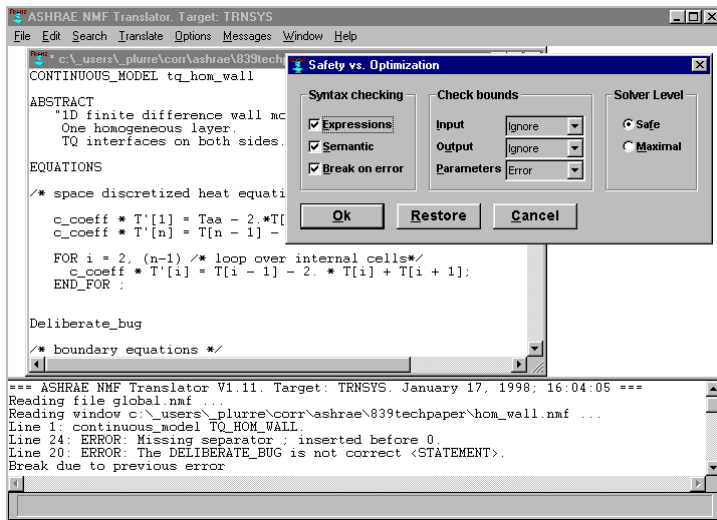 ASHRAE NMF Translator. Target: TRNSYS
File Edit Search Translate Options Messages Window Help
* c:\_users\_plurre\corr\ashrae\839tech
CONTINUOUS_MODEL tq_hom_wall
ABSTRACT
"1D finite difference wall mo
One homogeneous layer.
TQ interfaces on both sides.
EQUATIONS
/* space discretized heat equati
c_coeff * T'[1] = Taa - 2.*T[
c_coeff * T'[n] = T[n - 1] -
FOR i = 2, (n-1) /* loop over internal cells*/
c_coeff * T'[i] = T[i - 1] - 2. * T[i] + T[i + 1];
END_FOR ;
Deliberate_bug
/* boundary equations */
Safety vs. Optimization
Syntax checking
Expressions
Semantic
Break on error
Check bounds
Input Ignore
Output Ignore
Parameters Error
Solver Level
Safe
Maximal
Ok Restore Cancel
=== ASHRAE NMF Translator V1.11. Target: TRNSYS. January 17, 1998; 16:04:05 ===
Reading file global.nmf ...
Reading window c:\_users\_plurre\corr\ashrae\839techpaper\hom_wall.nmf ...
Line 1: continuous_model TQ_HOM_WALL.
Line 24: ERROR: Missing separator ; inserted before 0.
Line 20: ERROR: The DELIBERATE_BUG is not correct <STATEMENT>.
Break due to previous error